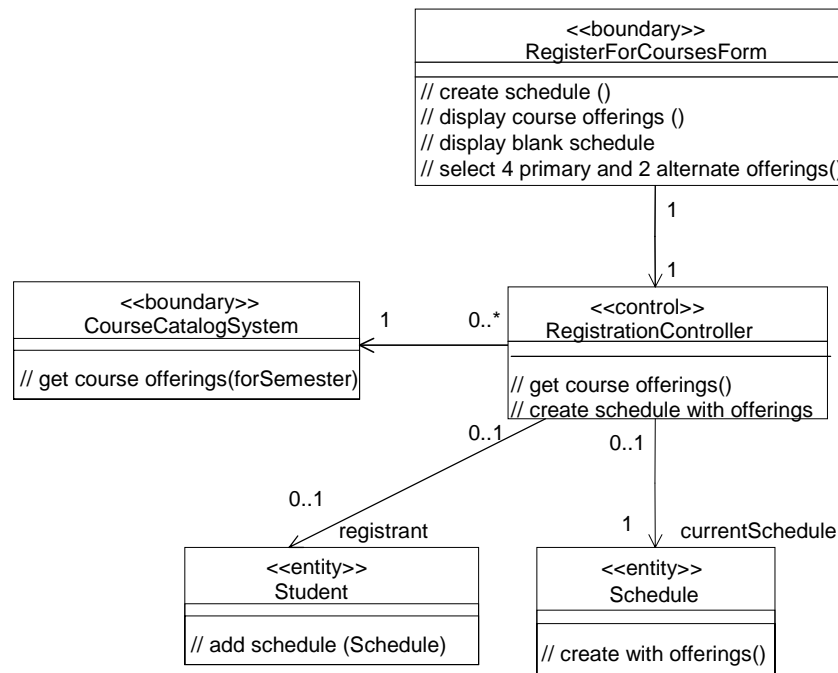 <<boundary>>
RegisterForCoursesForm
// create schedule ()
// display course offerings ()
// display blank schedule
// select 4 primary and 2 alternate offerings()
1
1
<<boundary>>
CourseCatalogSystem
// get course offerings(forSemester)
1
0..*
<<control>>
RegistrationController
// get course offerings()
// create schedule with offerings
0..1
0..1
0..1
registrant
1
currentSchedule
<<entity>>
Student
// add schedule (Schedule)
<<entity>>
Schedule
// create with offerings()